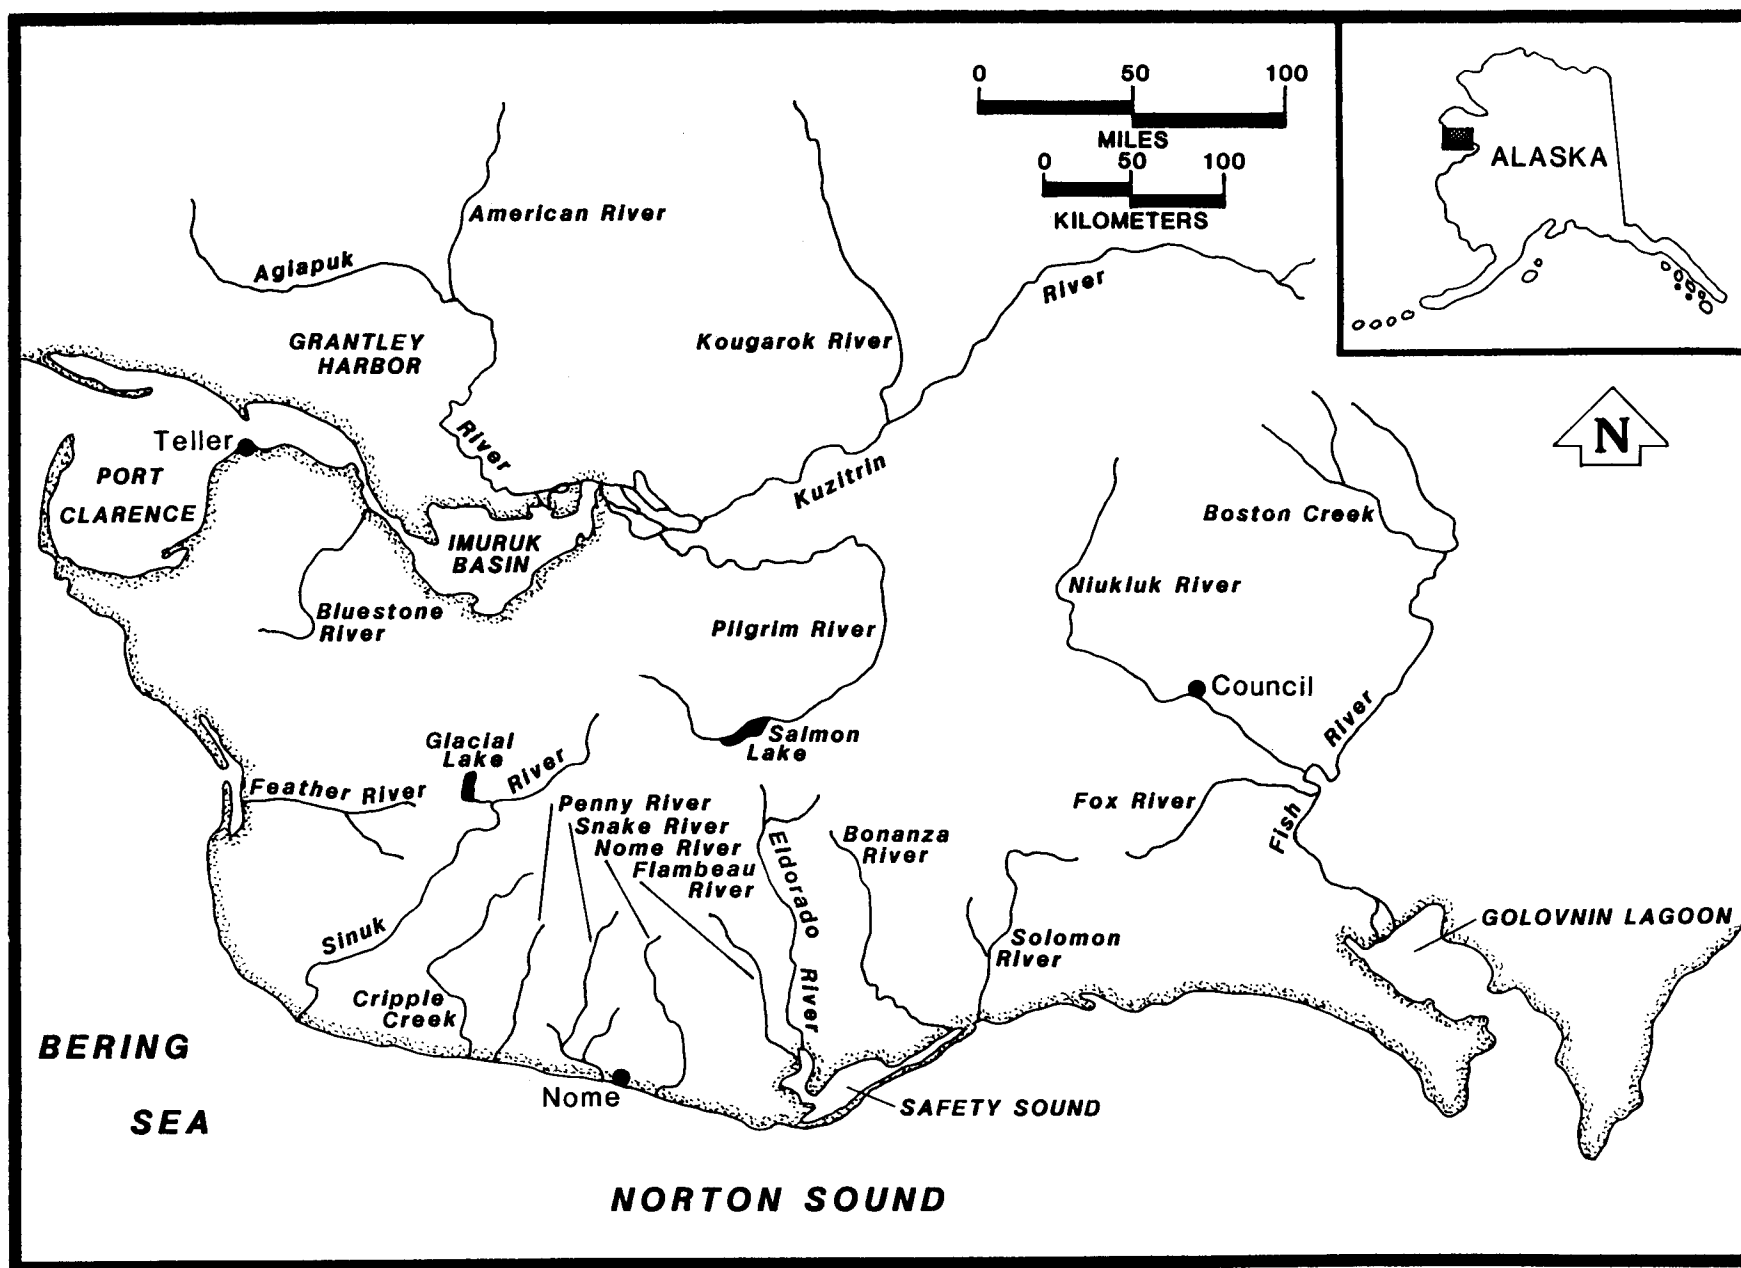 0 50 100
MILES
0 50 100
KILOMETERS
ALASKA
N
American River
Agiapuk
River
GRANTLEY
HARBOR
Kougarok River
River
Kuzitrin
Teller
PORT
CLARENCE
IMURUK
BASIN
Boston Creek
Niukluk River
Bluestone
River
Pilgrim River
Council
River
Fish
Salmon
Lake
Glacial
Lake
River
Sinuk
Feather River
Penny River
Snake River
Nome River
Flambeau
River
Eldorado
River
Bonanza
River
Fox River
Solomon
River
GOLOVNIN LAGOON
Cripple
Creek
Nome
SAFETY SOUND
BERING
SEA
NORTON SOUND